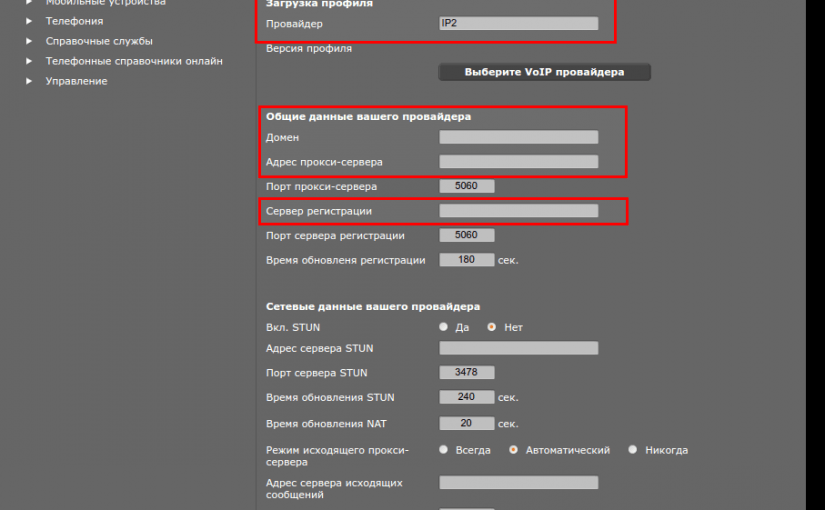 Мобильные устройства
Телефония
Справочные службы
Телефонные справочники онлайн
Управление
Загрузка профиля
Провайдер IP2
Версия профиля
Выберите VoIP провайдера
Общие данные вашего провайдера
Домен
Адрес прокси-сервера
Порт прокси-сервера 5060
Сервер регистрации
Порт сервера регистрации 5060
Время обновленя регистрации 180 сек.
Сетевые данные вашего провайдера
Вкл. STUN Да Нет
Адрес сервера STUN
Порт сервера STUN 3478
Время обновления STUN 240 сек.
Время обновления NAT 20 сек.
Режим исходящего прокси-
сервера Всегда Автоматический Никогда
Адрес сервера исходящих
сообщений